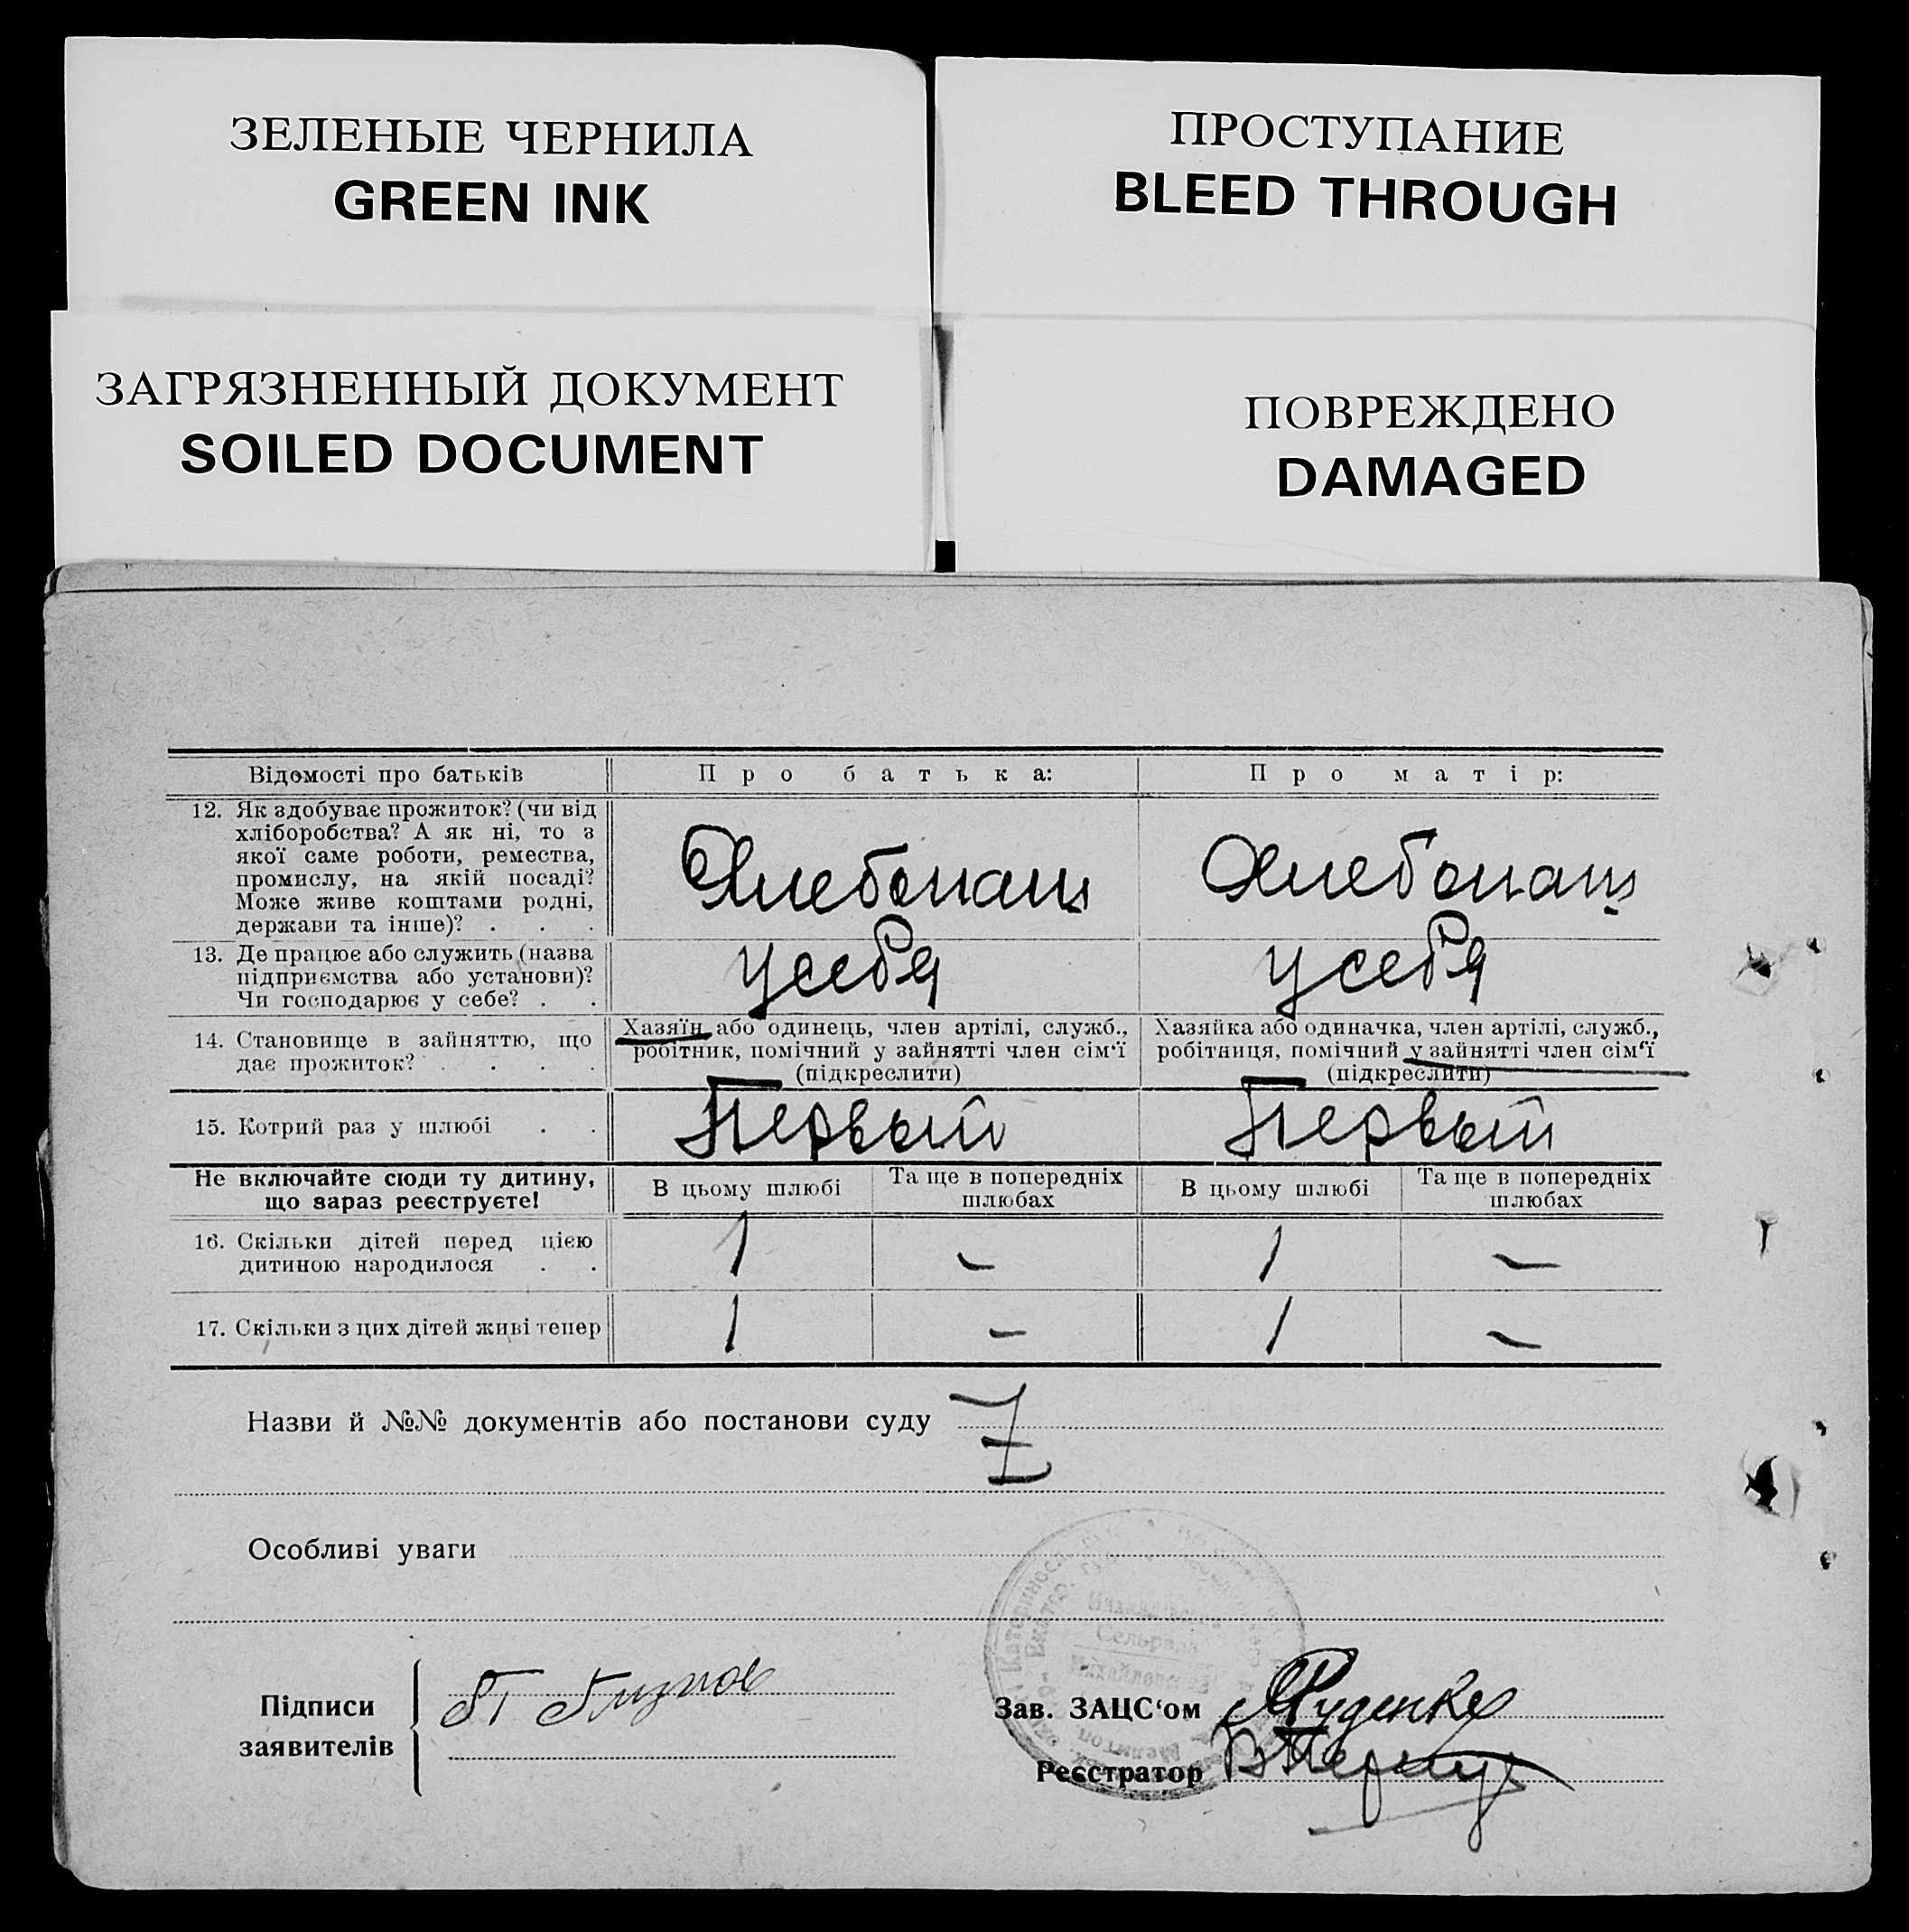 ЗЕЛЕНЫЕ ЧЕРНИЛА
GREEN INK
ПРОСТУПАНИЕ
BLEED THROUGH
ЗАГРЯЗНЕННЫЙ ДОКУМЕНТ
SOILED DOCUMENT
ПОВРЕЖДЕНО
DAMAGED
Відомості про батьків
Про батька:
Про матір:
12. Як здобуває прожиток? (чи від
хліборобства? А як ні, то з
якої саме роботи, ремества,
промислу, на якій посаді?
Може живе коштами родні,
держави та інше)? . . .
Хлебопаш
Хлебопаш
13. Де працює або служить (назва
підприємства або установи)?
Чи господарює у себе? . .
у себя
у себя
14. Становище в зайняттю, що
дає прожиток? . . . .
Хазяїн або одинець, член артілі, служб.,
робітник, помічний у зайнятті член сім'ї
(підкреслити)
Хазяйка або одиначка, член артілі, служб.,
робітниця, помічний у зайнятті член сім'ї
(підкреслити)
15. Котрий раз у шлюбі . .
Первый
Первый
Не включайте сюди ту дитину,
що зараз реєструєте!
В цьому шлюбі
Та ще в попередніх
шлюбах
В цьому шлюбі
Та ще в попередніх
шлюбах
16. Скільки дітей перед цією
дитиною народилося . .
1
–
1
–
17. Скільки з цих дітей живі тепер
1
–
1
–
Назви й №№ документів або постанови суду
Особливі уваги
Сельрада
Підписи
заявителів
Зав. ЗАЦС'ом Руденко
Реєстратор